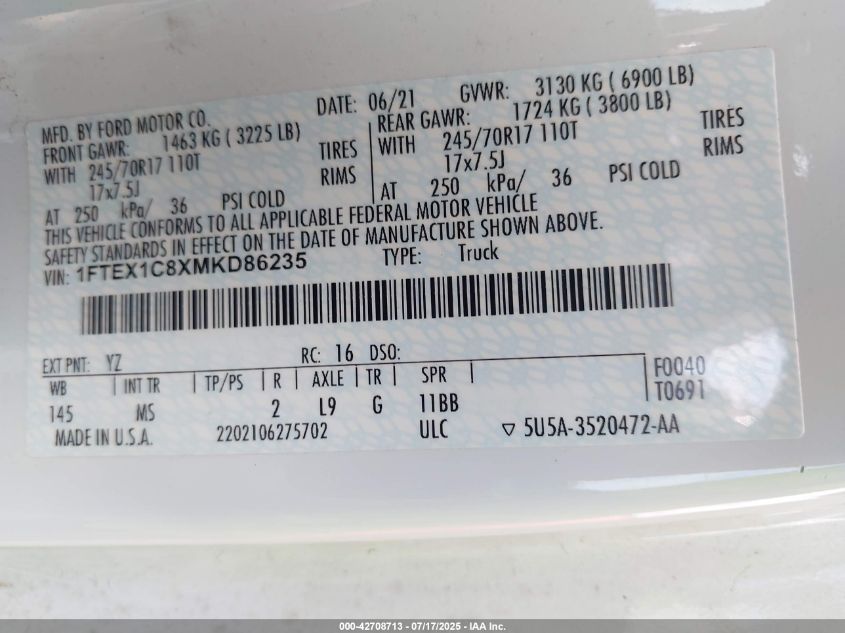 MFD. BY FORD MOTOR CO.
DATE: 06/21
GVWR: 3130 KG ( 6900 LB)
FRONT GAWR: 1463 KG ( 3225 LB)
WITH 245/70R17 110T TIRES
17x7.5J RIMS
AT 250 kPa/ 36 PSI COLD
REAR GAWR: 1724 KG ( 3800 LB)
WITH 245/70R17 110T TIRES
17x7.5J RIMS
AT 250 kPa/ 36 PSI COLD
THIS VEHICLE CONFORMS TO ALL APPLICABLE FEDERAL MOTOR VEHICLE
SAFETY STANDARDS IN EFFECT ON THE DATE OF MANUFACTURE SHOWN ABOVE.
VIN: 1FTEX1C8XMKD86235 TYPE: Truck
EXT PNT: YZ RC: 16 DSO:
WB | INT TR | TP/PS | R | AXLE | TR | SPR |
145 MS 2 L9 G 11BB
F0040
T0691
MADE IN U.S.A. 2202106275702 ULC ▽ 5U5A-3520472-AA
000-42708713 - 07/17/2025 - IAA Inc.